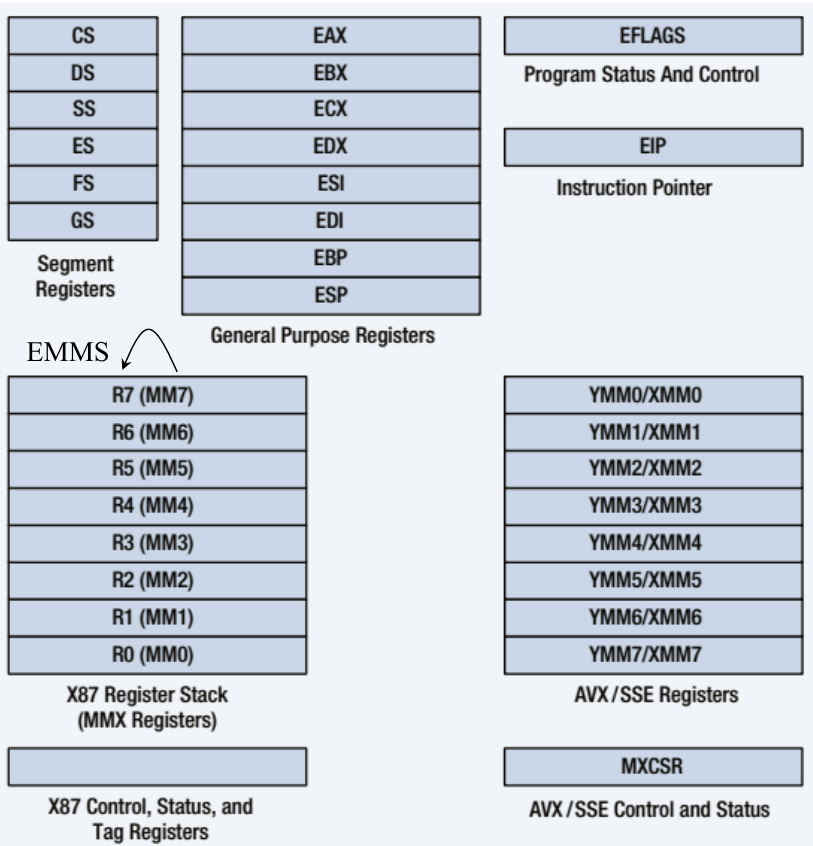 CS
DS
SS
ES
FS
GS
Segment
Registers
EAX
EBX
ECX
EDX
ESI
EDI
EBP
ESP
General Purpose Registers
EFLAGS
Program Status And Control
EIP
Instruction Pointer
EMMS
R7 (MM7)
R6 (MM6)
R5 (MM5)
R4 (MM4)
R3 (MM3)
R2 (MM2)
R1 (MM1)
R0 (MM0)
X87 Register Stack
(MMX Registers)
X87 Control, Status, and
Tag Registers
YMM0/XMM0
YMM1/XMM1
YMM2/XMM2
YMM3/XMM3
YMM4/XMM4
YMM5/XMM5
YMM6/XMM6
YMM7/XMM7
AVX/SSE Registers
MXCSR
AVX/SSE Control and Status